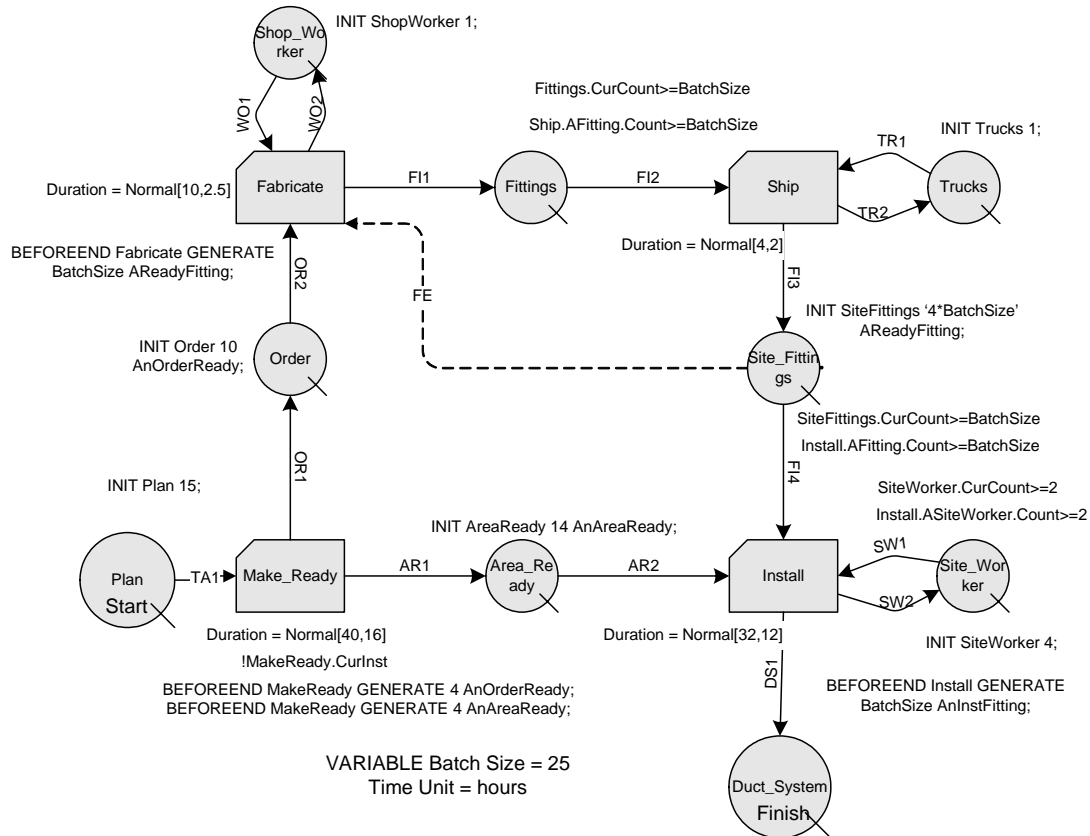 INIT ShopWorker 1;
Shop_Wo
rker
WO1
WO2
Fittings.CurCount>=BatchSize
Ship.AFitting.Count>=BatchSize
INIT Trucks 1;
TR1
TR2
Duration = Normal[10,2.5]
Fabricate
FI1
Fittings
FI2
Ship
Trucks
Duration = Normal[4,2]
BEFOREEND Fabricate GENERATE
BatchSize AReadyFitting;
OR2
FE
FI3
INIT SiteFittings ‘4*BatchSize’
AReadyFitting;
INIT Order 10
AnOrderReady;
Order
Site_Fittin
gs
SiteFittings.CurCount>=BatchSize
Install.AFitting.Count>=BatchSize
OR1
FI4
INIT Plan 15;
SiteWorker.CurCount>=2
Install.ASiteWorker.Count>=2
INIT AreaReady 14 AnAreaReady;
Plan
Start
TA1
Make_Ready
AR1
Area_Re
ady
AR2
Install
SW1
SW2
Site_Wor
ker
Duration = Normal[40,16]
!MakeReady.CurInst
BEFOREEND MakeReady GENERATE 4 AnOrderReady;
BEFOREEND MakeReady GENERATE 4 AnAreaReady;
Duration = Normal[32,12]
INIT SiteWorker 4;
DS1
BEFOREEND Install GENERATE
BatchSize AnInstFitting;
VARIABLE Batch Size = 25
Time Unit = hours
Duct_System
Finish